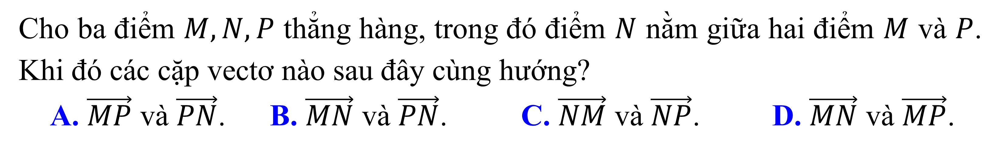 Cho ba điểm M, N, P thẳng hàng, trong đó điểm N nằm giữa hai điểm M và P.
Khi đó các cặp vectơ nào sau đây cùng hướng?
A. $\overrightarrow{MP}$ và $\overrightarrow{PN}$. B. $\overrightarrow{MN}$ và $\overrightarrow{PN}$. C. $\overrightarrow{NM}$ và $\overrightarrow{NP}$. D. $\overrightarrow{MN}$ và $\overrightarrow{MP}$.